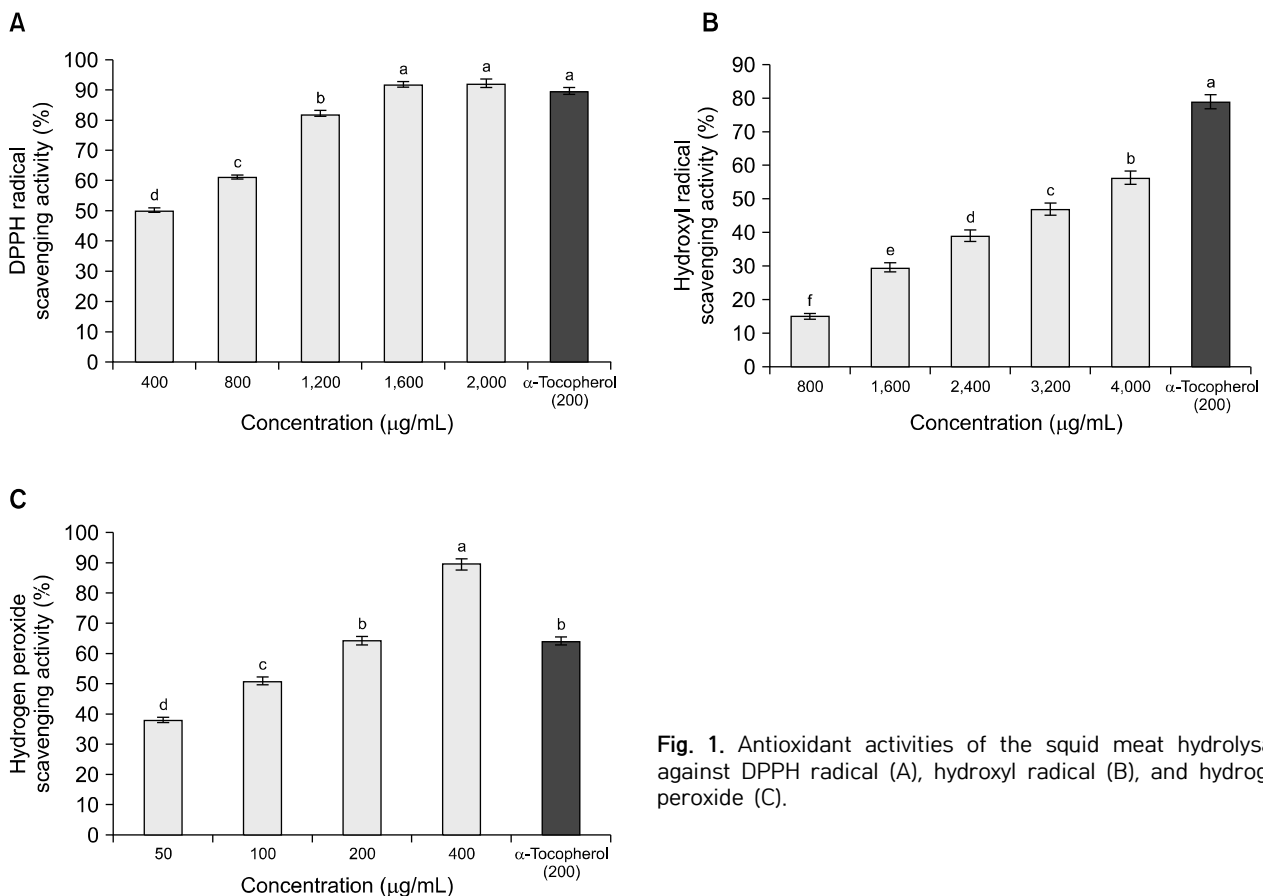 A
DPPH radical
scavenging activity (%)
100
90
80
70
60
50
40
30
20
10
0
d
c
b
a
a
a
400 800 1,200 1,600 2,000 α-Tocopherol
(200)
Concentration (μg/mL)
B
Hydroxyl radical
scavenging activity (%)
90
80
70
60
50
40
30
20
10
0
f
e
d
c
b
a
800 1,600 2,400 3,200 4,000 α-Tocopherol
(200)
Concentration (μg/mL)
C
Hydrogen peroxide
scavenging activity (%)
100
90
80
70
60
50
40
30
20
10
0
d
c
b
a
b
50 100 200 400 α-Tocopherol
(200)
Concentration (μg/mL)
Fig. 1. Antioxidant activities of the squid meat hydrolysa
against DPPH radical (A), hydroxyl radical (B), and hydrog
peroxide (C).